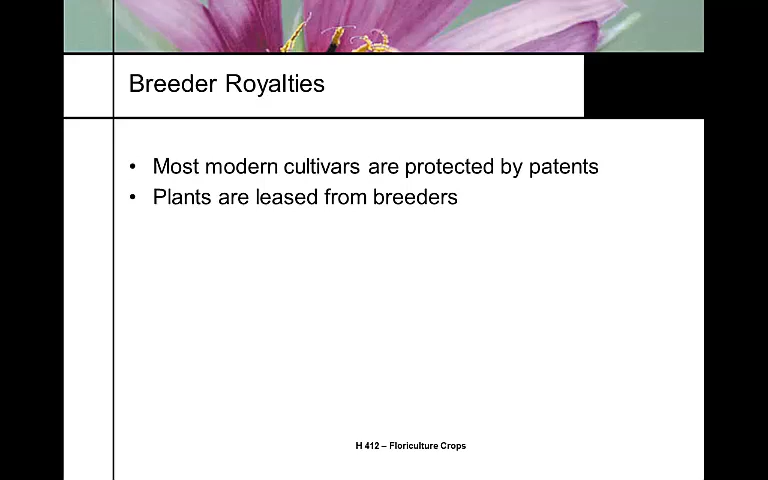 Breeder Royalties
• Most modern cultivars are protected by patents
• Plants are leased from breeders
H 412 – Floriculture Crops